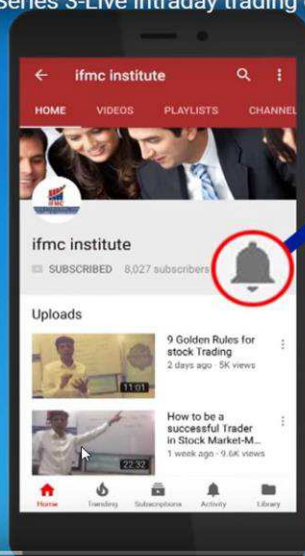 Series 3-Live Intraday trading
ifmc institute
HOME VIDEOS PLAYLISTS CHANNEL
IFMC
ifmc institute
SUBSCRIBED 8,027 subscribers
Uploads
9 Golden Rules for
stock Trading
2 days ago · 5K views
11:01
How to be a
successful Trader
in Stock Market-M...
1 week ago · 9.6K views
22:32
Home Trending Subscriptions Activity Library